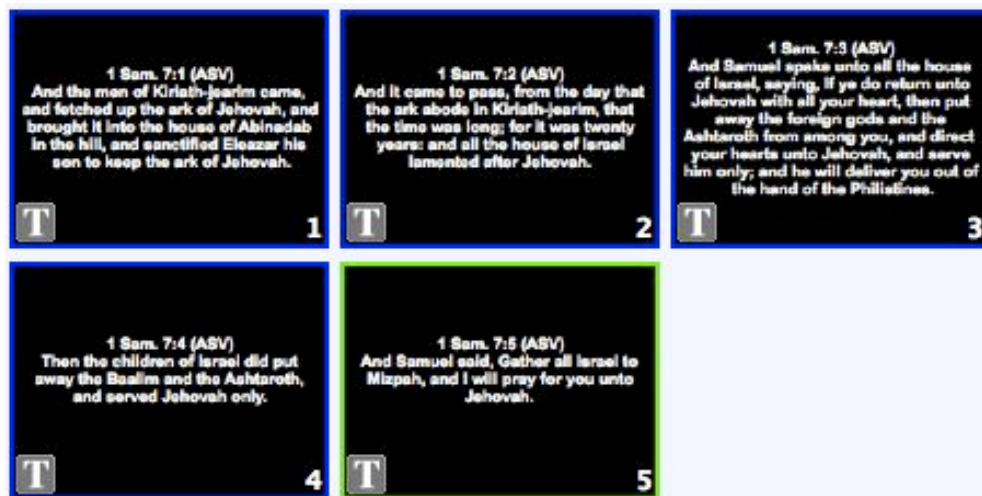 1 Sam. 7:1 (ASV)
And the men of Kiriath-jearim came,
and fetched up the ark of Jehovah, and
brought it into the house of Abinadab
in the hill, and sanctified Eleazar his
son to keep the ark of Jehovah.
T
1
1 Sam. 7:2 (ASV)
And it came to pass, from the day that
the ark abode in Kiriath-jearim, that
the time was long; for it was twenty
years: and all the house of Israel
lamented after Jehovah.
T
2
1 Sam. 7:3 (ASV)
And Samuel spake unto all the house
of Israel, saying, If ye do return unto
Jehovah with all your heart, then put
away the foreign gods and the
Ashtaroth from among you, and direct
your hearts unto Jehovah, and serve
him only; and he will deliver you out of
the hand of the Philistines.
T
3
1 Sam. 7:4 (ASV)
Then the children of Israel did put
away the Baalim and the Ashtaroth,
and served Jehovah only.
T
4
1 Sam. 7:5 (ASV)
And Samuel said, Gather all Israel to
Mizpah, and I will pray for you unto
Jehovah.
T
5